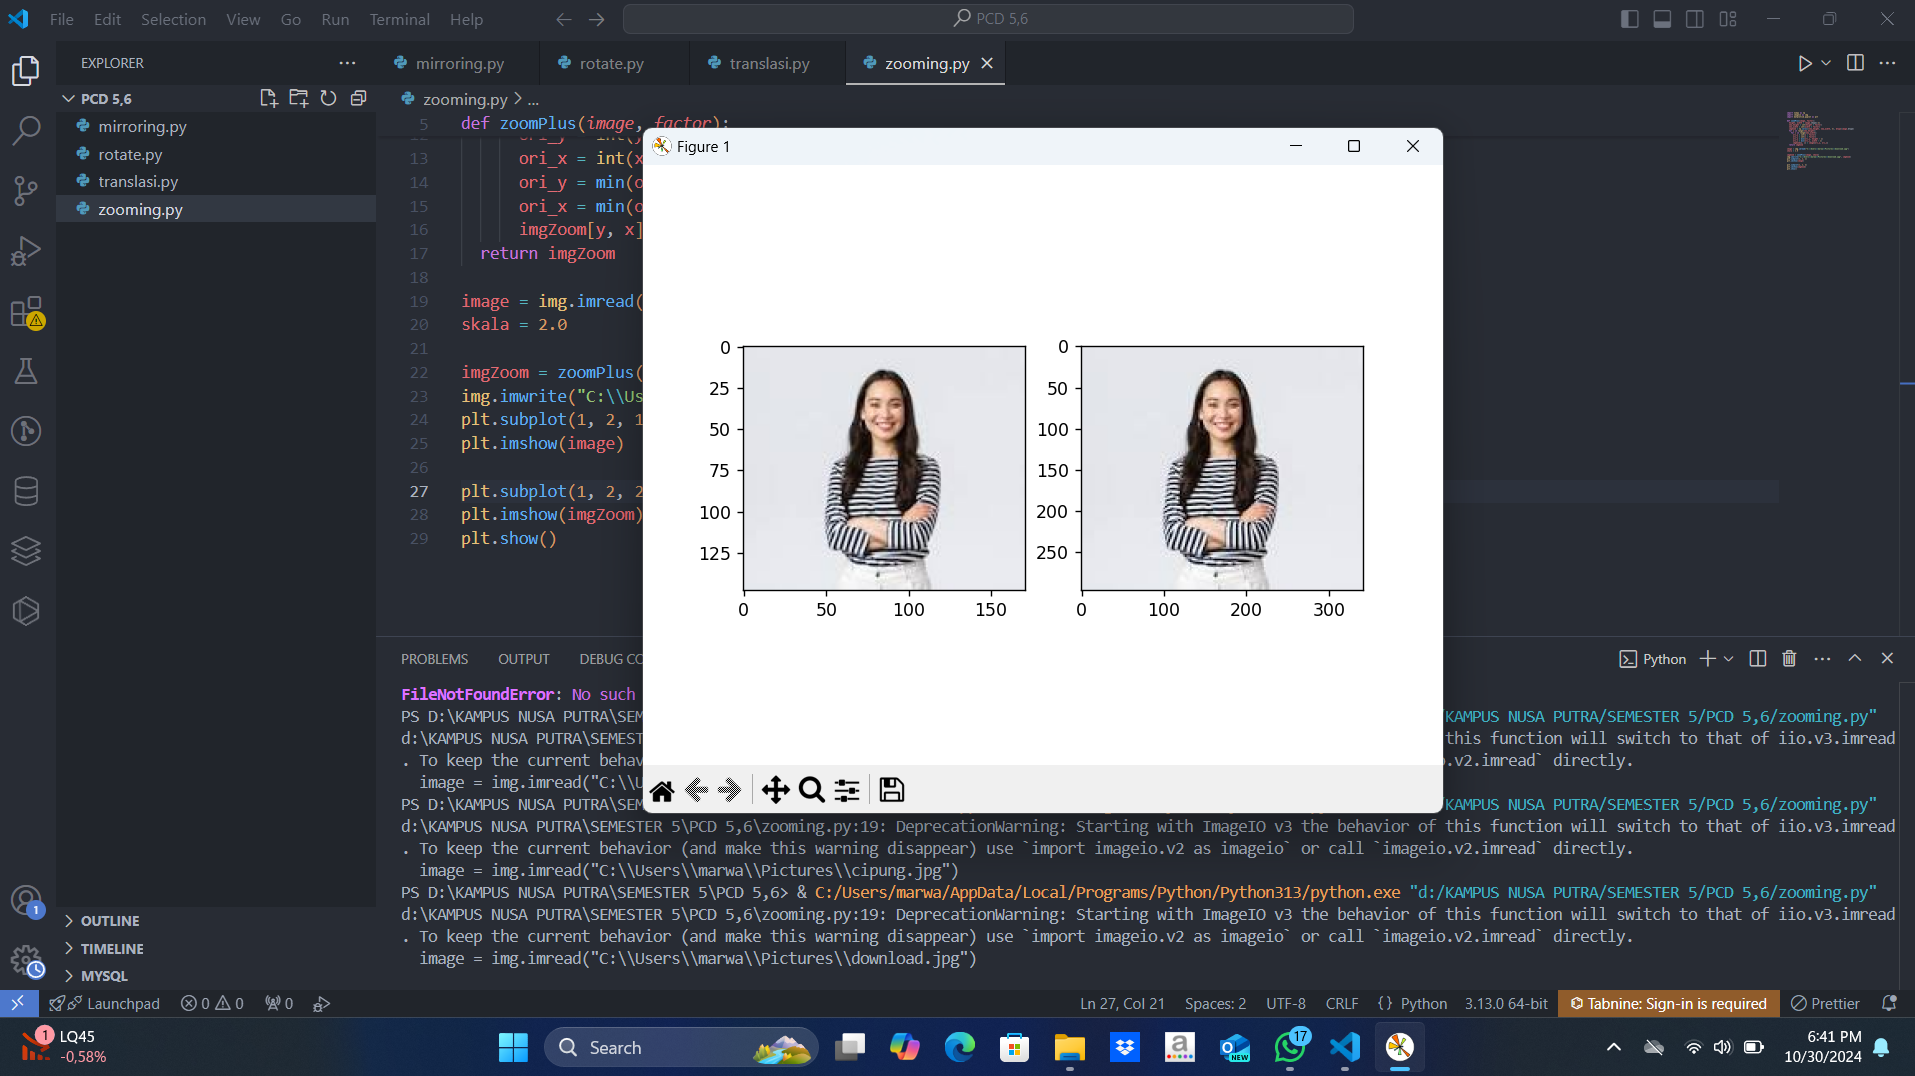 File Edit Selection View Go Run Terminal Help
PCD 5,6
EXPLORER
mirroring.py rotate.py translasi.py zooming.py
PCD 5,6
zooming.py > ...
mirroring.py
rotate.py
translasi.py
zooming.py
5 def zoomPlus(image, factor):
13 ori_x = int(x
14 ori_y = min(o
15 ori_x = min(o
16 imgZoom[y, x]
17 return imgZoom
18
19 image = img.imread(
20 skala = 2.0
21
22 imgZoom = zoomPlus(
23 img.imwrite("C:\\Us
24 plt.subplot(1, 2, 1
25 plt.imshow(image)
26
27 plt.subplot(1, 2, 2
28 plt.imshow(imgZoom)
29 plt.show()
Figure 1
0
25
50
75
100
125
0 50 100 150
0
50
100
150
200
250
0 100 200 300
PROBLEMS OUTPUT DEBUG CO
Python
FileNotFoundError: No such
PS D:\KAMPUS NUSA PUTRA\SEM /KAMPUS NUSA PUTRA/SEMESTER 5/PCD 5,6/zooming.py"
d:\KAMPUS NUSA PUTRA\SEMEST this function will switch to that of iio.v3.imread
. To keep the current behav .v2.imread` directly.
image = img.imread("C:\\U
PS D:\KAMPUS NUSA PUTRA\SEM /KAMPUS NUSA PUTRA/SEMESTER 5/PCD 5,6/zooming.py"
d:\KAMPUS NUSA PUTRA\SEMESTER 5\PCD 5,6\zooming.py:19: DeprecationWarning: Starting with ImageIO v3 the behavior of this function will switch to that of iio.v3.imread
. To keep the current behavior (and make this warning disappear) use `import imageio.v2 as imageio` or call `imageio.v2.imread` directly.
image = img.imread("C:\\Users\\marwa\\Pictures\\cipung.jpg")
PS D:\KAMPUS NUSA PUTRA\SEMESTER 5\PCD 5,6> & C:/Users/marwa/AppData/Local/Programs/Python/Python313/python.exe "d:/KAMPUS NUSA PUTRA/SEMESTER 5/PCD 5,6/zooming.py"
d:\KAMPUS NUSA PUTRA\SEMESTER 5\PCD 5,6\zooming.py:19: DeprecationWarning: Starting with ImageIO v3 the behavior of this function will switch to that of iio.v3.imread
. To keep the current behavior (and make this warning disappear) use `import imageio.v2 as imageio` or call `imageio.v2.imread` directly.
image = img.imread("C:\\Users\\marwa\\Pictures\\download.jpg")
1
OUTLINE
TIMELINE
MYSQL
Launchpad 0 0 0 Ln 27, Col 21 Spaces: 2 UTF-8 CRLF {} Python 3.13.0 64-bit Tabnine: Sign-in is required Prettier
1 LQ45
-0,58%
Search
NEW
17
6:41 PM
10/30/2024